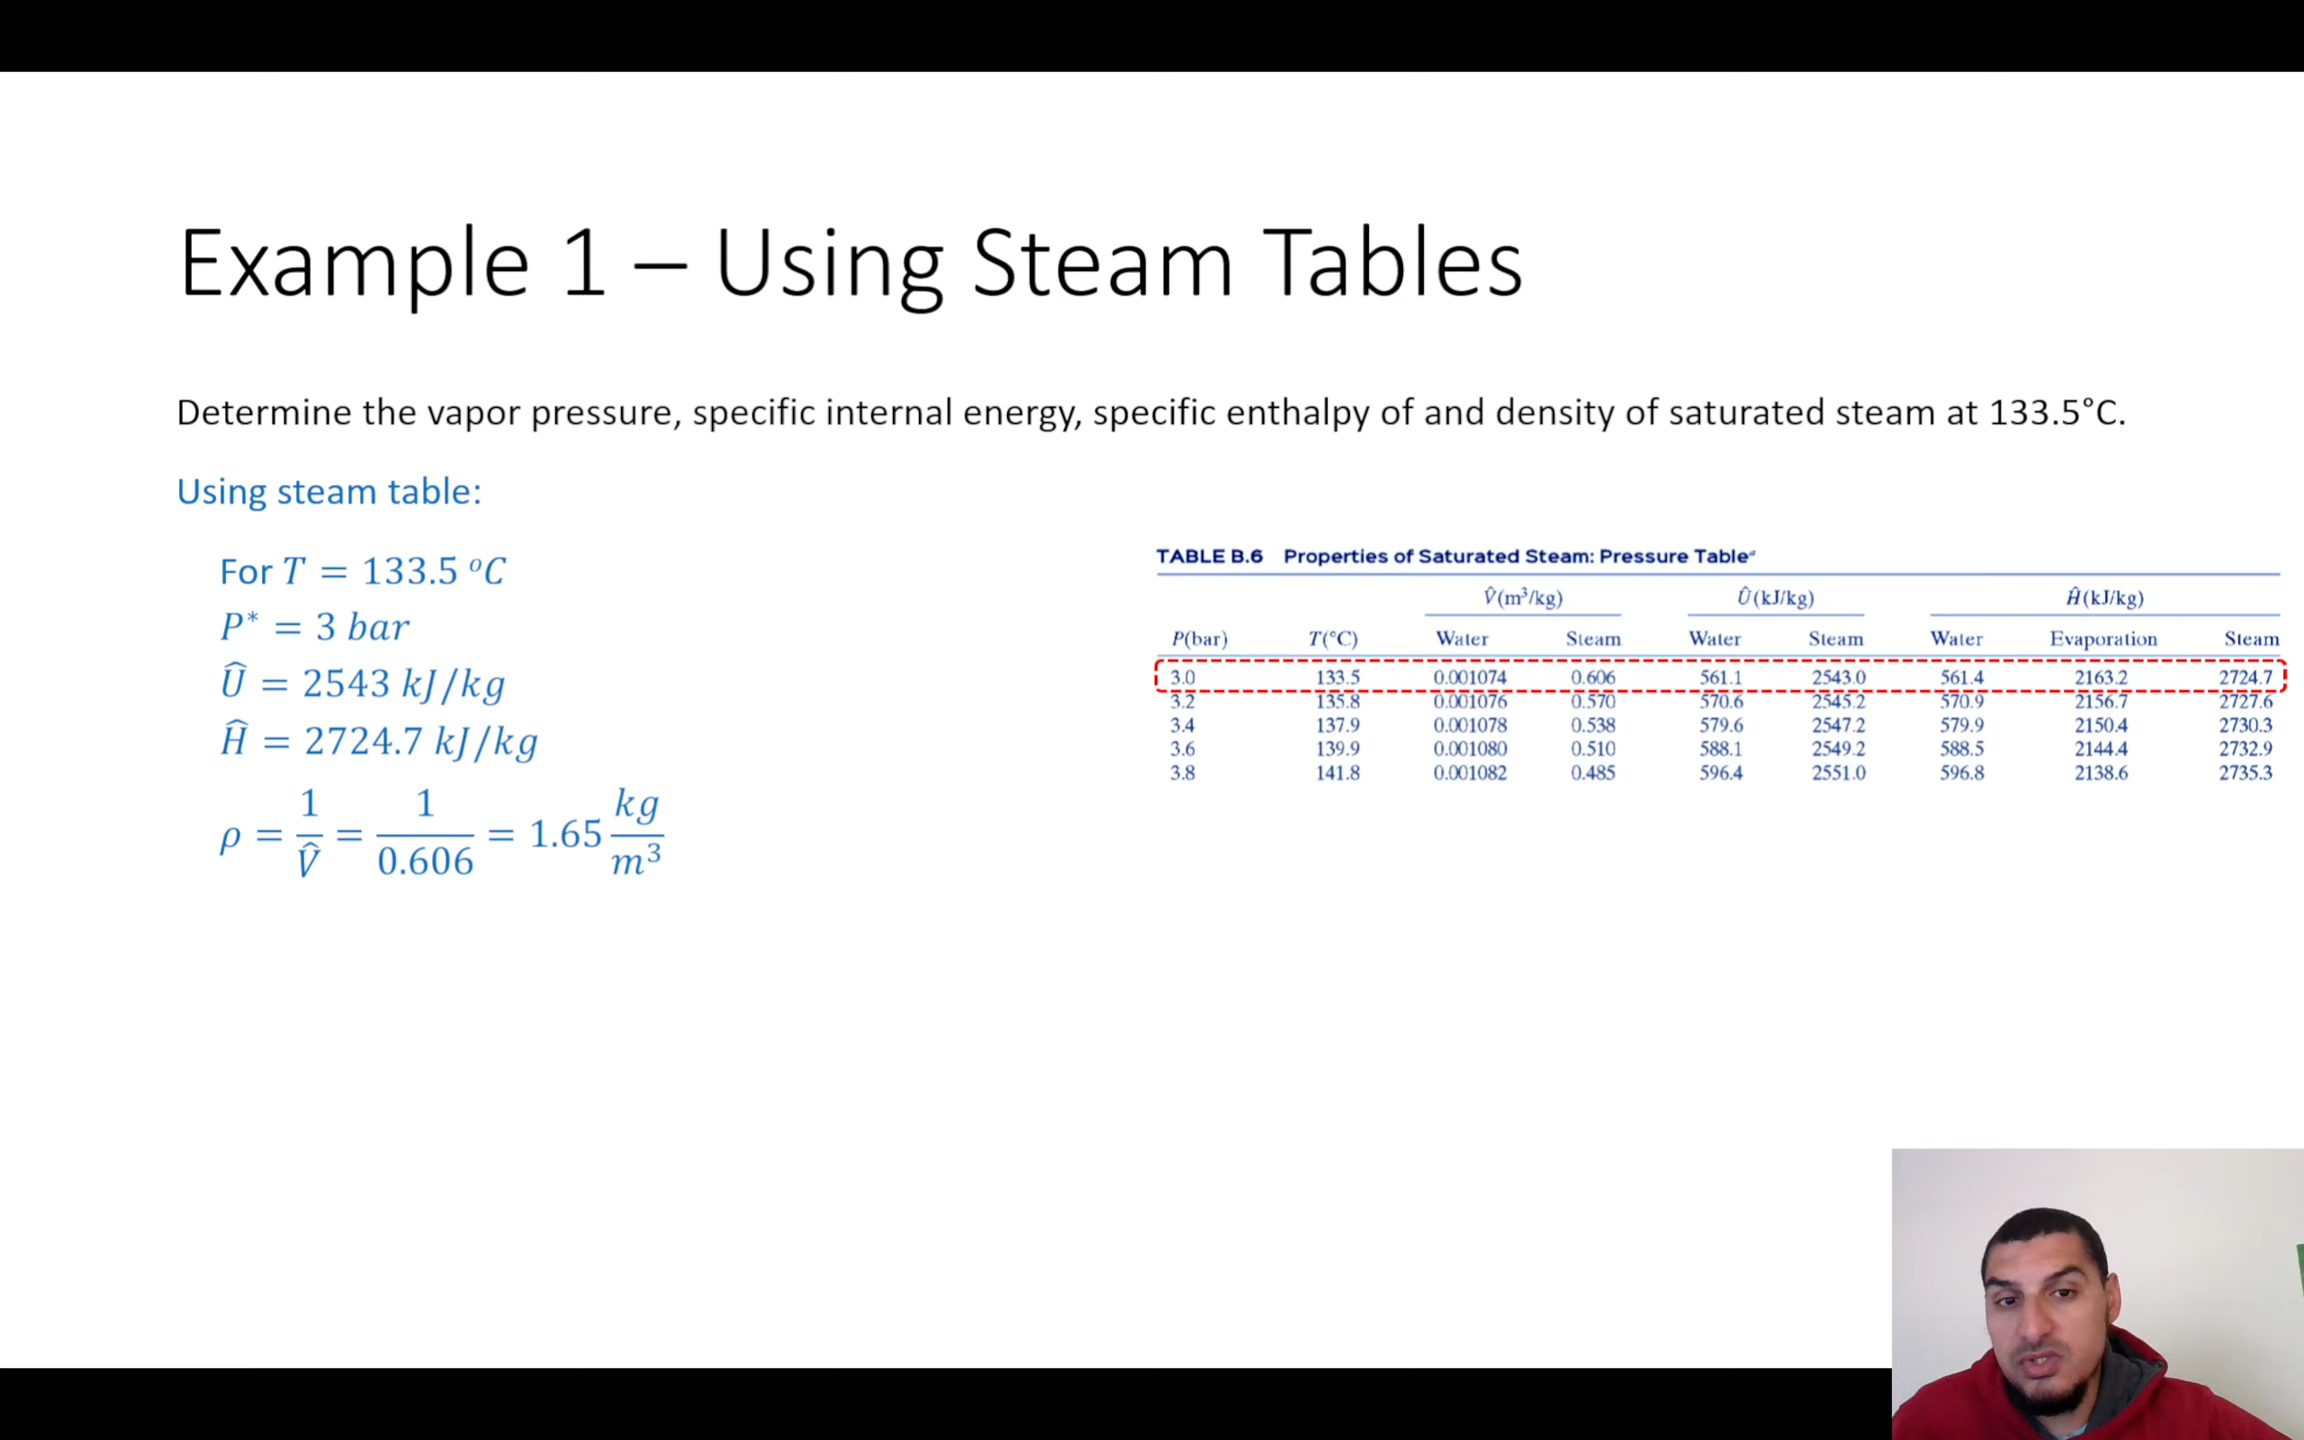 Example 1 – Using Steam Tables
Determine the vapor pressure, specific internal energy, specific enthalpy of and density of saturated steam at 133.5°C.
Using steam table:
For T = 133.5 °C
P* = 3 bar
Û = 2543 kJ/kg
Ĥ = 2724.7 kJ/kg
ρ = 1/V̂ = 1/0.606 = 1.65 kg/m³
TABLE B.6 Properties of Saturated Steam: Pressure Tableᵃ
V̂(m³/kg) Û(kJ/kg) Ĥ(kJ/kg)
P(bar) T(°C) Water Steam Water Steam Water Evaporation Steam
3.0 133.5 0.001074 0.606 561.1 2543.0 561.4 2163.2 2724.7
3.2 135.8 0.001076 0.570 570.6 2545.2 570.9 2156.7 2727.6
3.4 137.9 0.001078 0.538 579.6 2547.2 579.9 2150.4 2730.3
3.6 139.9 0.001080 0.510 588.1 2549.2 588.5 2144.4 2732.9
3.8 141.8 0.001082 0.485 596.4 2551.0 596.8 2138.6 2735.3